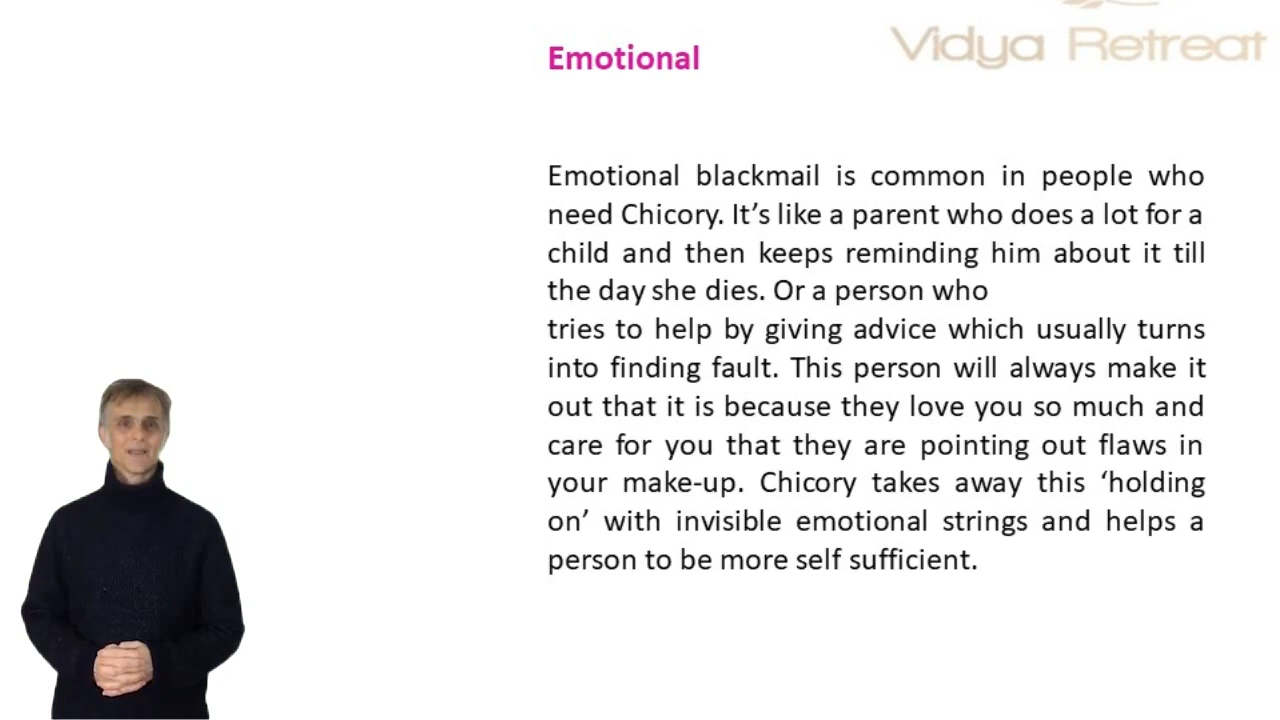 Vidya Retreat
Emotional
Emotional blackmail is common in people who
need Chicory. It’s like a parent who does a lot for a
child and then keeps reminding him about it till
the day she dies. Or a person who
tries to help by giving advice which usually turns
into finding fault. This person will always make it
out that it is because they love you so much and
care for you that they are pointing out flaws in
your make-up. Chicory takes away this ‘holding
on’ with invisible emotional strings and helps a
person to be more self sufficient.